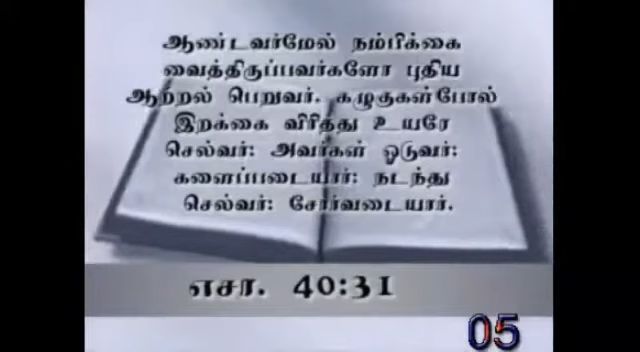 ஆண்டவர்மேல் நம்பிக்கை
வைத்திருப்பவர்களோ புதிய
ஆற்றல் பெறுவர். கழுகுகள்போல்
இறக்கை விரித்து உயரே
செல்வர்: அவர்கள் ஓடுவர்:
களைப்படையார்: நடந்து
செல்வர்: சோர்வடையார்.
எசா. 40:31
05